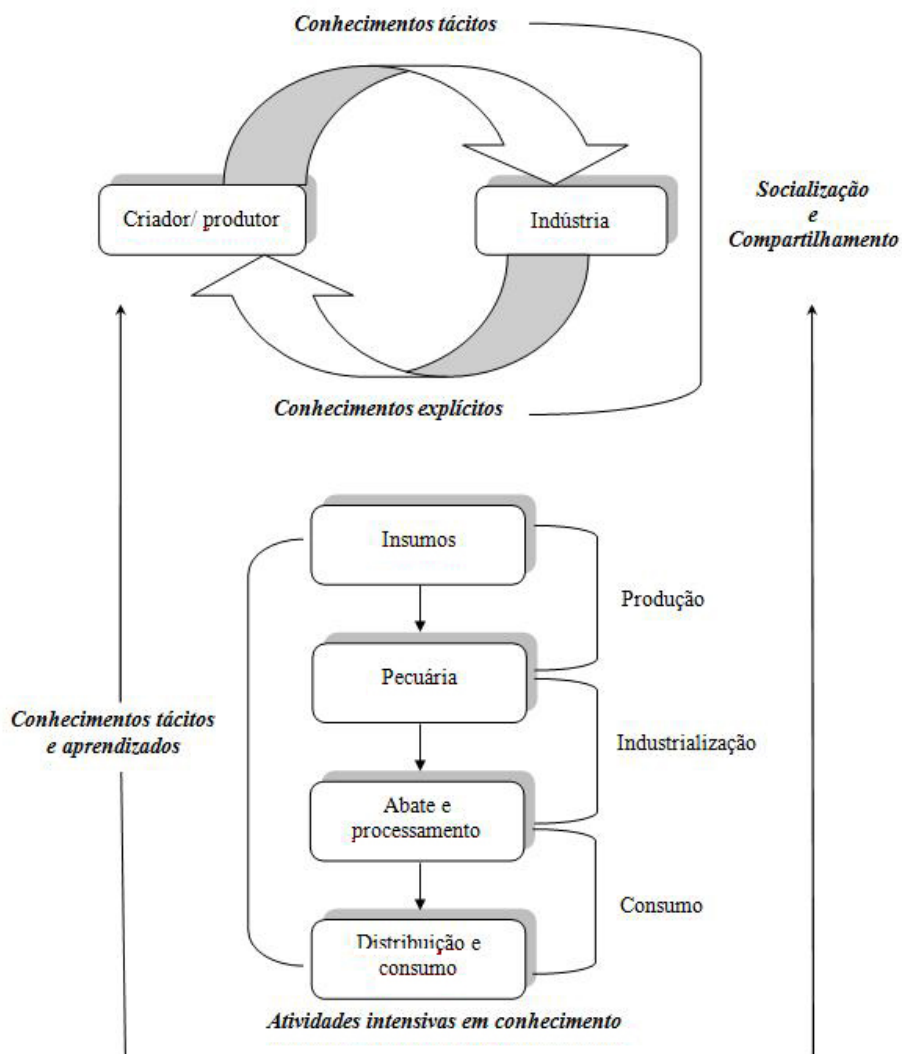 Conhecimentos tácitos
Criador/ produtor
Indústria
Socialização
e
Compartilhamento
Conhecimentos explícitos
Insumos
Produção
Pecuária
Conhecimentos tácitos
e aprendizados
Industrialização
Abate e
processamento
Consumo
Distribuição e
consumo
Atividades intensivas em conhecimento